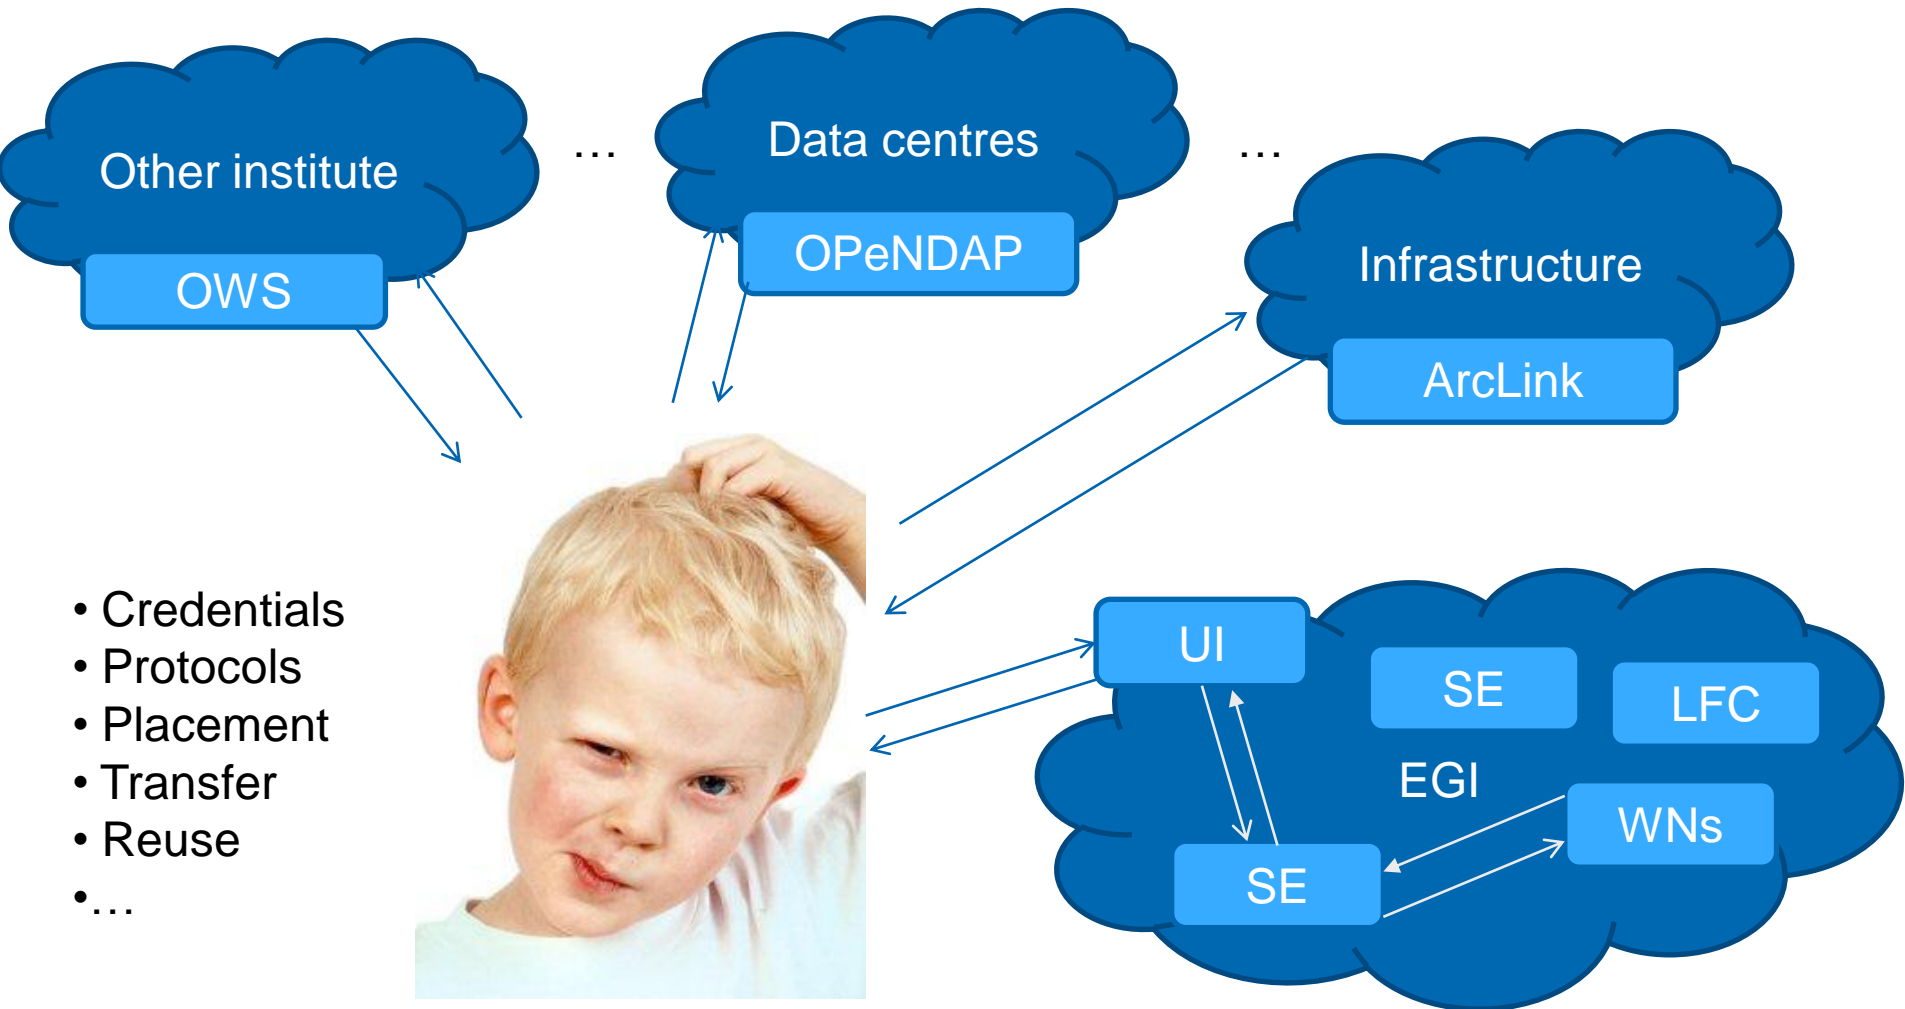 Other institute
OWS
…
Data centres
OPeNDAP
…
Infrastructure
ArcLink
• Credentials
• Protocols
• Placement
• Transfer
• Reuse
•…
UI
SE
LFC
EGI
WNs
SE